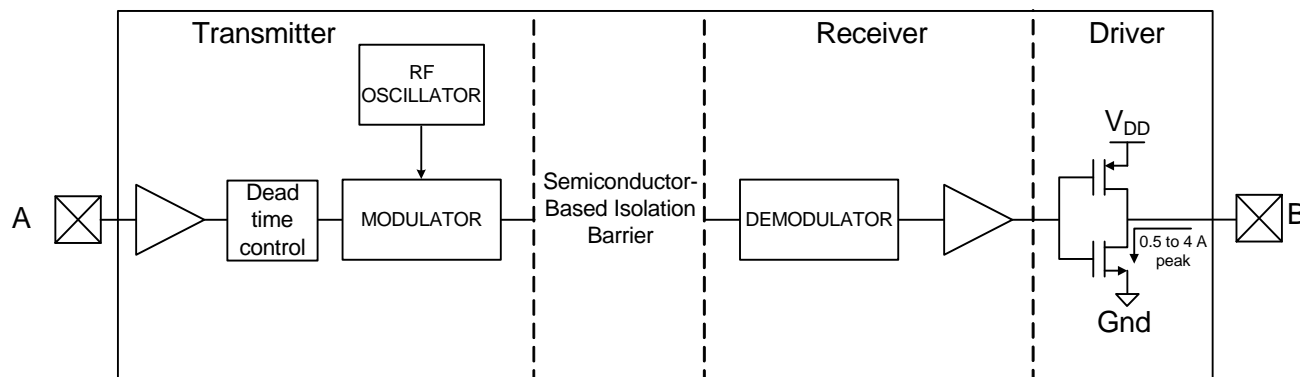 Transmitter
Receiver
Driver
RF
OSCILLATOR
V_DD
A
Dead
time
control
MODULATOR
Semiconductor-
Based Isolation
Barrier
DEMODULATOR
B
0.5 to 4 A
peak
Gnd